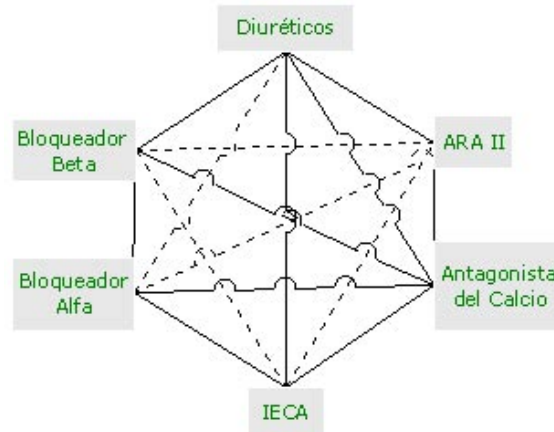 Diuréticos
Bloqueador
Beta
ARA II
Bloqueador
Alfa
Antagonista
del Calcio
IECA